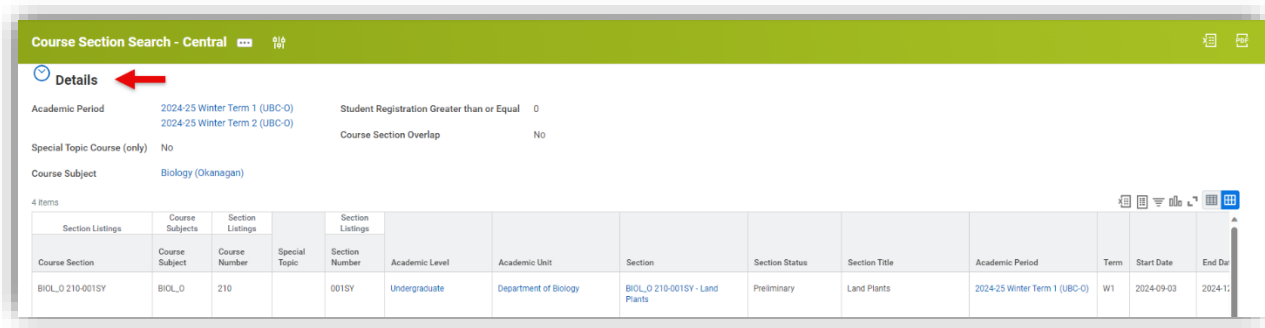 Course Section Search - Central
PDF
Details
Academic Period 2024-25 Winter Term 1 (UBC-O) Student Registration Greater than or Equal 0
2024-25 Winter Term 2 (UBC-O)
Course Section Overlap No
Special Topic Course (only) No
Course Subject Biology (Okanagan)
4 items
Section Listings Course Subjects Section Listings Section Listings
Course Section Course Subject Course Number Special Topic Section Number Academic Level Academic Unit Section Section Status Section Title Academic Period Term Start Date End
BIOL_O 210-001SY BIOL_O 210 001SY Undergraduate Department of Biology BIOL_O 210-001SY - Land Plants Preliminary Land Plants 2024-25 Winter Term 1 (UBC-O) W1 2024-09-03